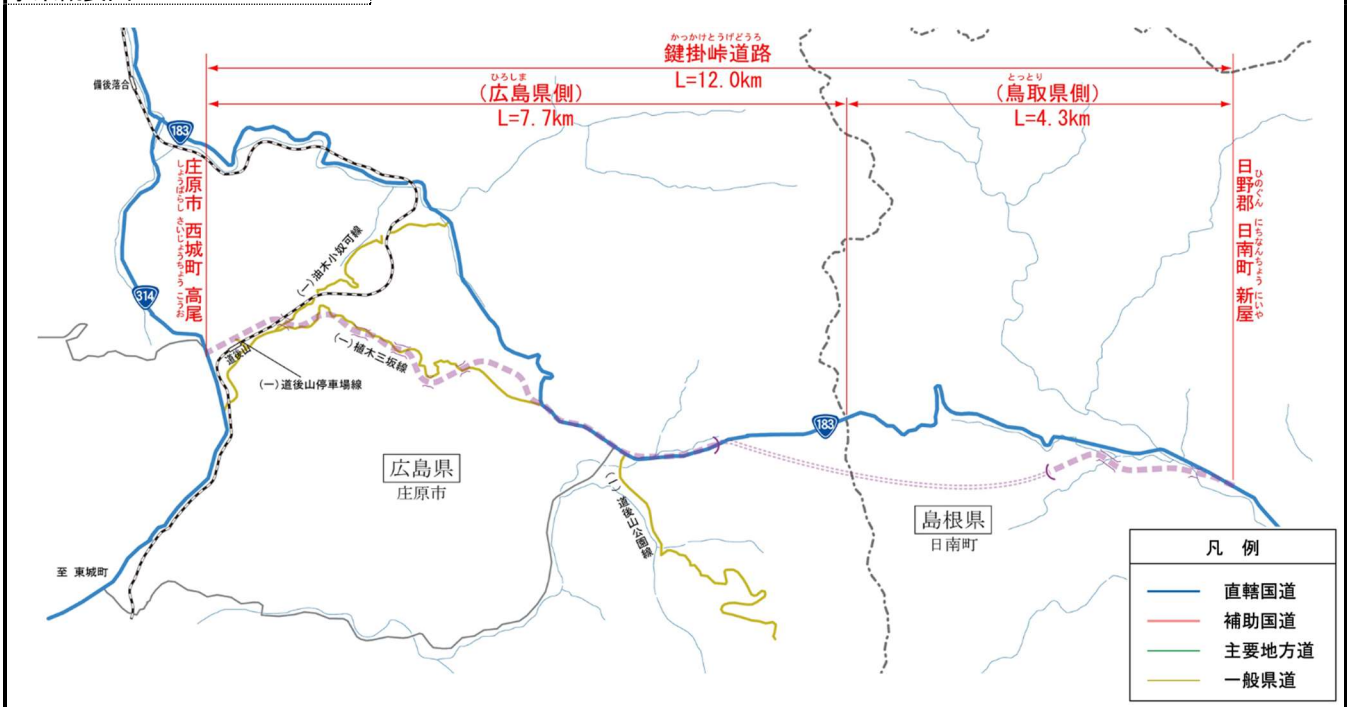 かっかけとうげどうろ
鍵掛峠道路
L=12.0km
ひろしま
(広島県側)
L=7.7km
とっとり
(鳥取県側)
L=4.3km
備後落合
183
庄原市 西城町 高尾
しょうばらし さいじょうちょう こうお
日野郡 日南町 新屋
ひのぐん にちなんちょう にいや
(一)油木小奴可線
314
(一)植木三坂線
道後山
(一)道後山停車場線
183
広島県
庄原市
(一)道後山公園線
島根県
日南町
至 東城町
凡 例
直轄国道
補助国道
主要地方道
一般県道